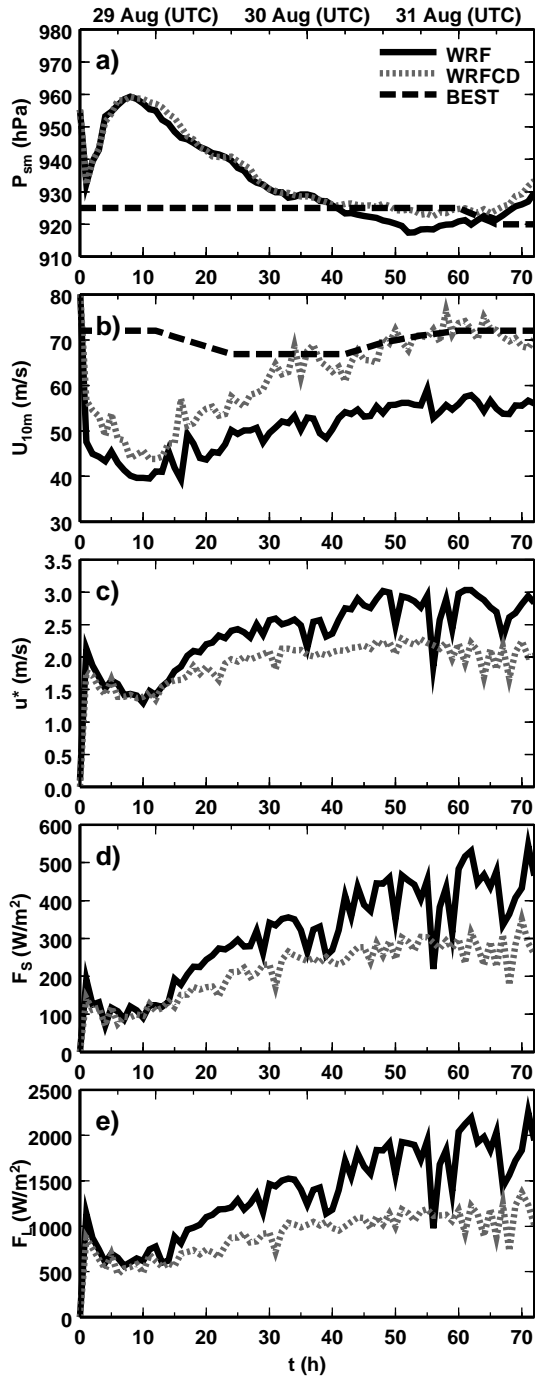 29 Aug (UTC) 30 Aug (UTC) 31 Aug (UTC)
980
970
960
950
940
930
920
910
P_sm (hPa)
a)
WRF
WRFCD
BEST
0 10 20 30 40 50 60 70
80
70
60
50
40
30
U_10m (m/s)
b)
0 10 20 30 40 50 60 70
3.5
3.0
2.5
2.0
1.5
1.0
0.5
0.0
u* (m/s)
c)
0 10 20 30 40 50 60 70
600
500
400
300
200
100
0
F_S (W/m²)
d)
0 10 20 30 40 50 60 70
2500
2000
1500
1000
500
0
F_L (W/m²)
e)
0 10 20 30 40 50 60 70
t (h)